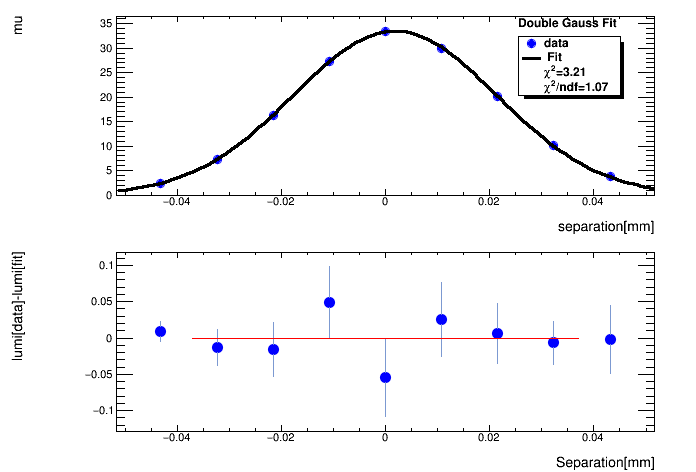 mu
35
30
25
20
15
10
5
0
Double Gauss Fit
data
Fit
χ²=3.21
χ²/ndf=1.07
−0.04 −0.02 0 0.02 0.04
separation[mm]
lumi[data]-lumi[fit]
0.1
0.05
0
−0.05
−0.1
−0.04 −0.02 0 0.02 0.04
Separation[mm]